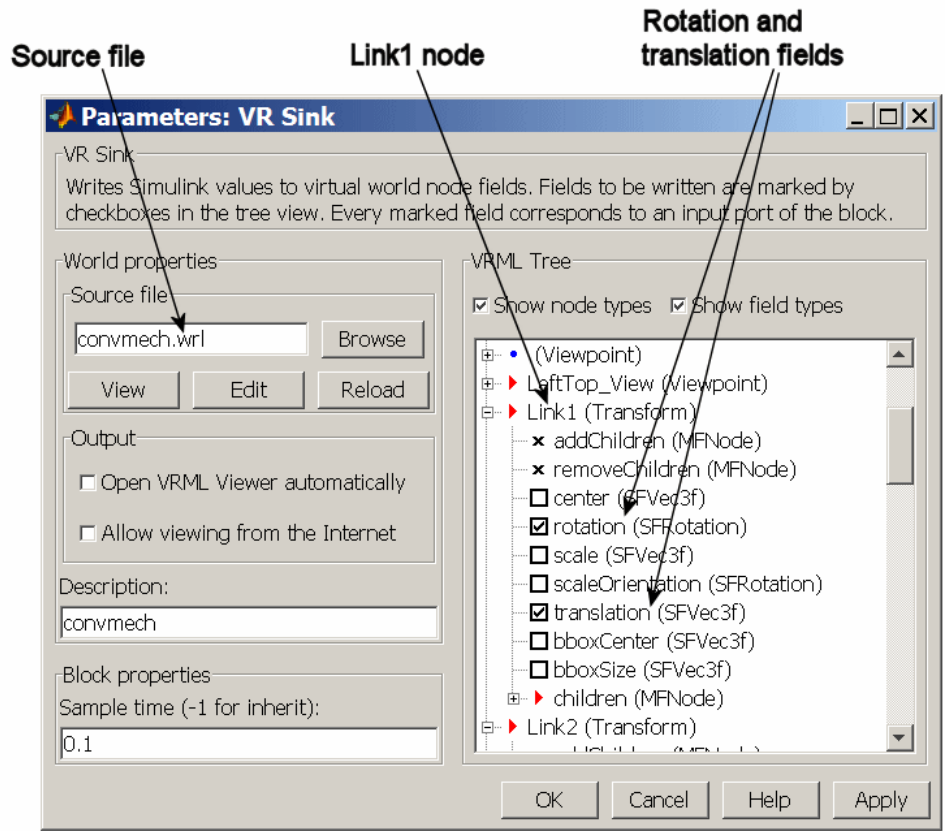 Rotation and
translation fields
Source file
Link1 node
Parameters: VR Sink
VR Sink
Writes Simulink values to virtual world node fields. Fields to be written are marked by
checkboxes in the tree view. Every marked field corresponds to an input port of the block.
World properties
Source file
convmech.wrl
Browse
View
Edit
Reload
Output
Open VRML Viewer automatically
Allow viewing from the Internet
Description:
convmech
Block properties
Sample time (-1 for inherit):
0.1
VRML Tree
Show node types
Show field types
(Viewpoint)
LeftTop_View (Viewpoint)
Link1 (Transform)
addChildren (MFNode)
removeChildren (MFNode)
center (SFVec3f)
rotation (SFRotation)
scale (SFVec3f)
scaleOrientation (SFRotation)
translation (SFVec3f)
bboxCenter (SFVec3f)
bboxSize (SFVec3f)
children (MFNode)
Link2 (Transform)
OK
Cancel
Help
Apply